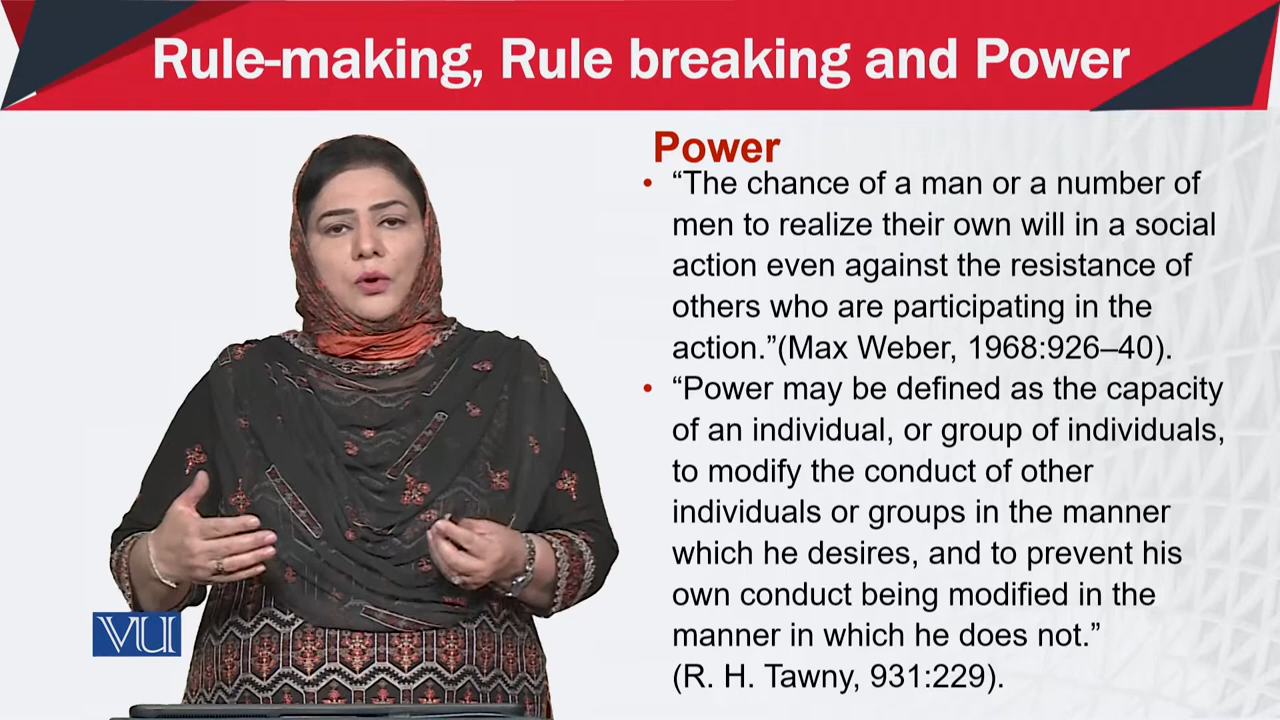 Rule-making, Rule breaking and Power
Power
• “The chance of a man or a number of
men to realize their own will in a social
action even against the resistance of
others who are participating in the
action.”(Max Weber, 1968:926–40).
• “Power may be defined as the capacity
of an individual, or group of individuals,
to modify the conduct of other
individuals or groups in the manner
which he desires, and to prevent his
own conduct being modified in the
manner in which he does not.”
(R. H. Tawny, 931:229).
VU